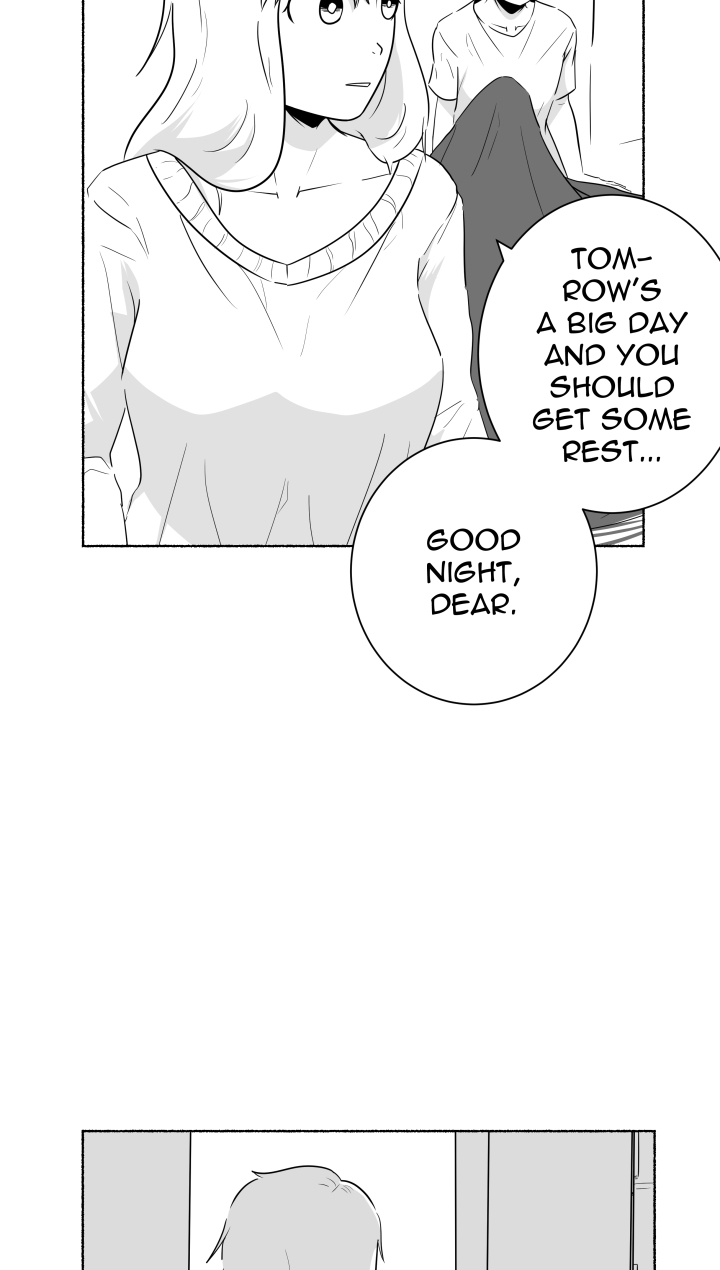 TOM-
ROW'S
A BIG DAY
AND YOU
SHOULD
GET SOME
REST...
GOOD
NIGHT,
DEAR.